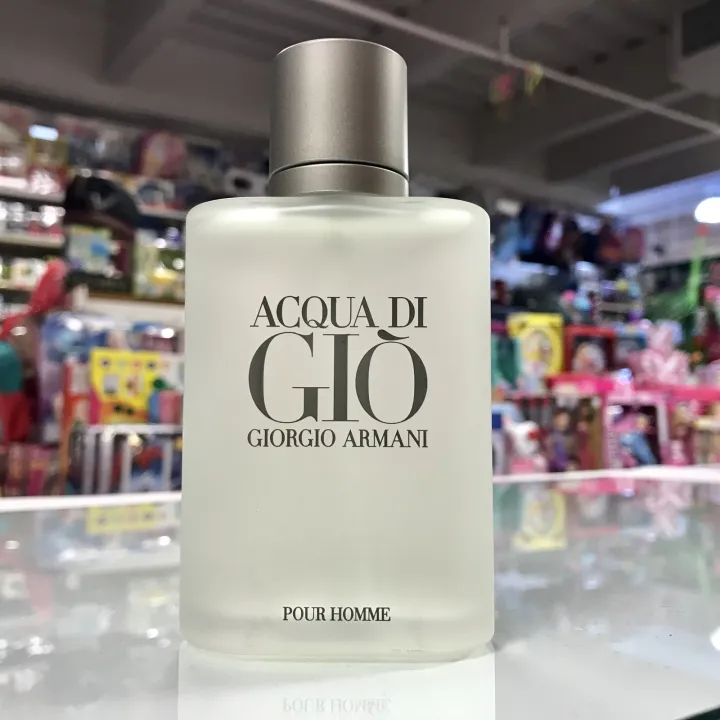 ACQUA DI
GIÒ
GIORGIO ARMANI
POUR HOMME